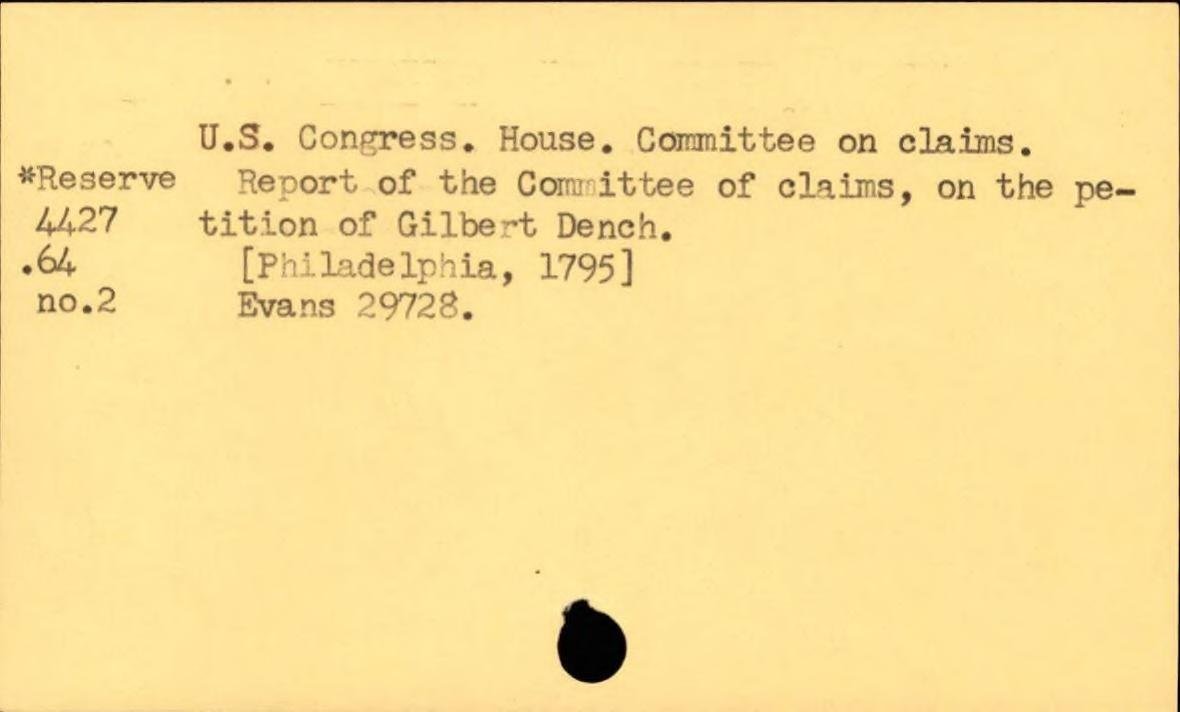 U.S. Congress. House. Committee on claims.
*Reserve Report of the Committee of claims, on the pe-
4427 tition of Gilbert Dench.
.64 [Philadelphia, 1795]
no.2 Evans 29728.